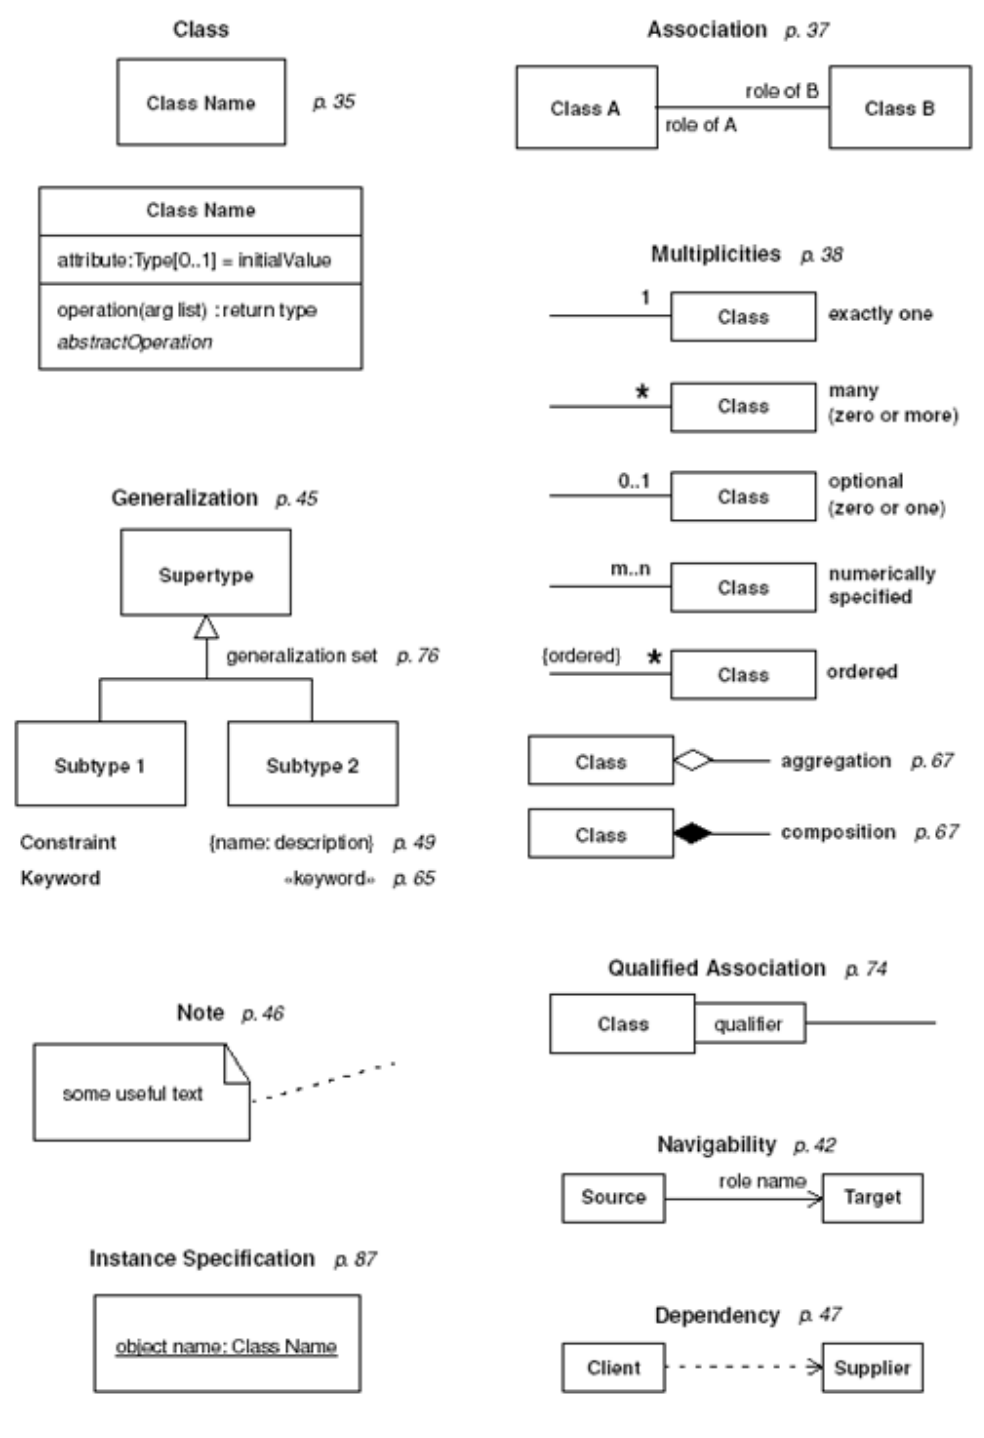 Class
Class Name p. 35
Class Name
attribute:Type[0..1] = initialValue
operation(arg list) : return type
abstractOperation
Generalization p. 45
Supertype
generalization set p. 76
Subtype 1 Subtype 2
Constraint {name: description} p. 49
Keyword «keyword» p. 65
Note p. 46
some useful text
Instance Specification p. 87
object name: Class Name
Association p. 37
role of B
Class A Class B
role of A
Multiplicities p. 38
1
Class exactly one
* many
Class
(zero or more)
0..1 optional
Class
(zero or one)
m..n numerically
Class
specified
{ordered} *
Class ordered
Class aggregation p. 67
Class composition p. 67
Qualified Association p. 74
Class qualifier
Navigability p. 42
role name
Source Target
Dependency p. 47
Client Supplier